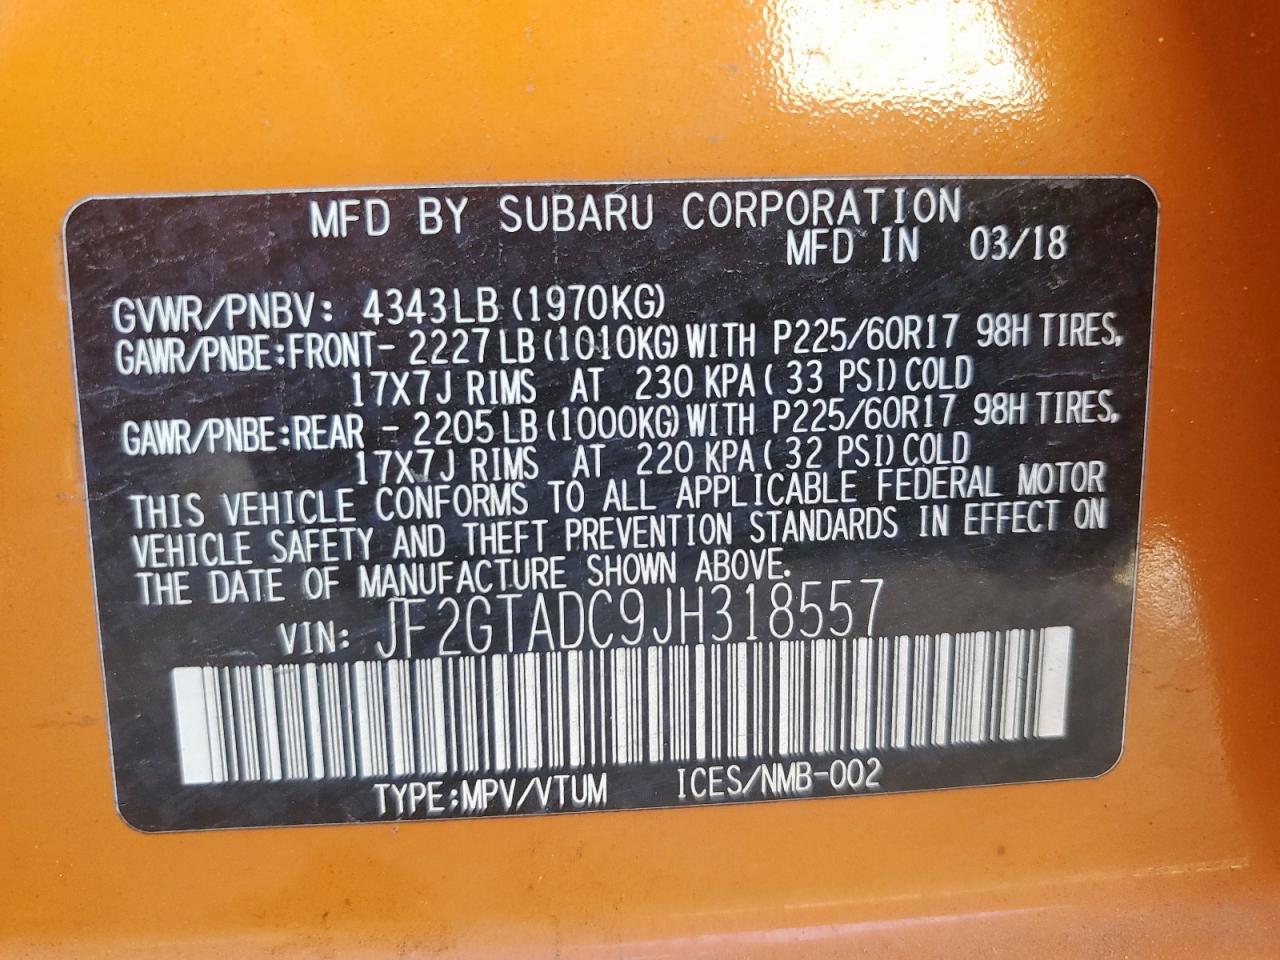 MFD BY SUBARU CORPORATION
MFD IN 03/18
GVWR/PNBV: 4343LB (1970KG)
GAWR/PNBE:FRONT- 2227LB(1010KG)WITH P225/60R17 98H TIRES,
17X7J RIMS AT 230 KPA( 33 PSI)COLD
GAWR/PNBE:REAR - 2205LB(1000KG)WITH P225/60R17 98H TIRES,
17X7J RIMS AT 220 KPA( 32 PSI)COLD
THIS VEHICLE CONFORMS TO ALL APPLICABLE FEDERAL MOTOR
VEHICLE SAFETY AND THEFT PREVENTION STANDARDS IN EFFECT ON
THE DATE OF MANUFACTURE SHOWN ABOVE.
VIN: JF2GTADC9JH318557
TYPE:MPV/VTUM ICES/NMB-002